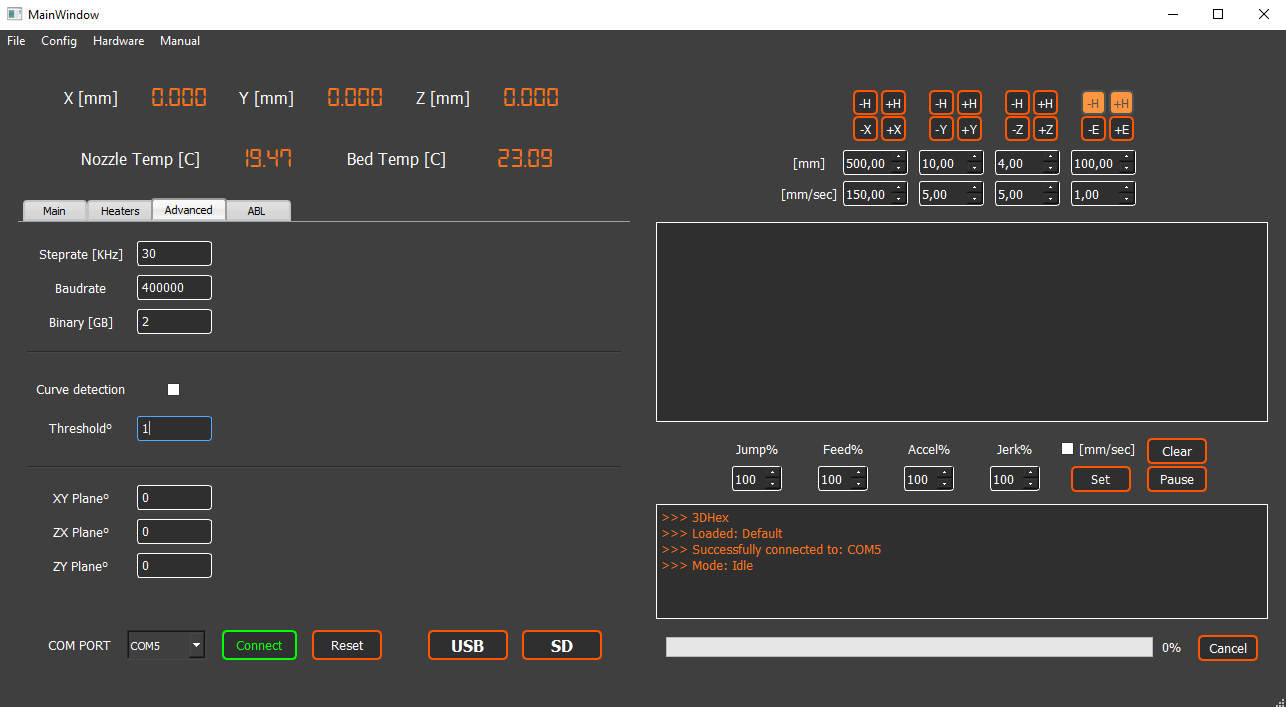 MainWindow
File Config Hardware Manual
X [mm] 0.000 Y [mm] 0.000 Z [mm] 0.000
Nozzle Temp [C] 19.47 Bed Temp [C] 23.09
-H +H -H +H -H +H -H +H
-X +X -Y +Y -Z +Z -E +E
[mm] 500,00 10,00 4,00 100,00
[mm/sec] 150,00 5,00 5,00 1,00
Main Heaters Advanced ABL
Steprate [KHz] 30
Baudrate 400000
Binary [GB] 2
Curve detection
Threshold° 1
XY Plane° 0
ZX Plane° 0
ZY Plane° 0
COM PORT COM5 Connect Reset USB SD
Jump% Feed% Accel% Jerk% [mm/sec] Clear
100 100 100 100 Set Pause
>>> 3DHex
>>> Loaded: Default
>>> Successfully connected to: COM5
>>> Mode: Idle
0% Cancel